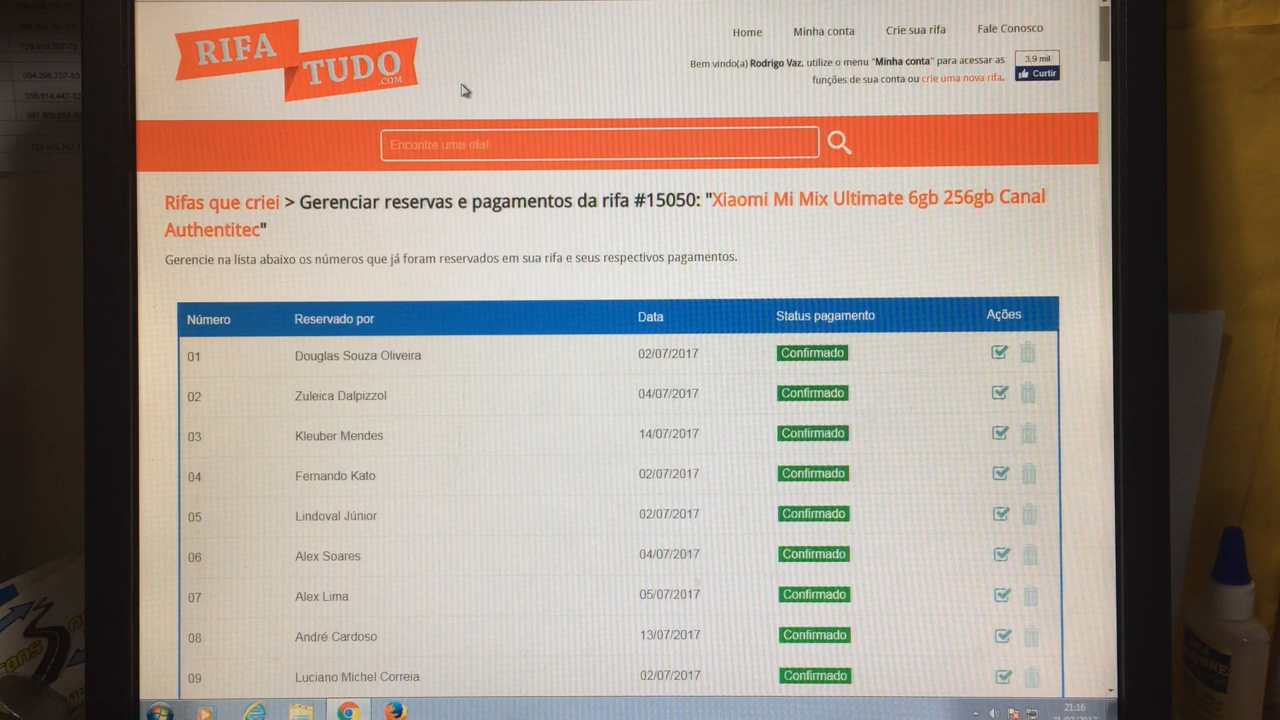 RIFA
TUDO
.COM
Home Minha conta Crie sua rifa Fale Conosco
Bem vindo(a) Rodrigo Vaz, utilize o menu "Minha conta" para acessar as
funções de sua conta ou crie uma nova rifa.
3,9 mil
Curtir
Encontre uma rifa!
Rifas que criei > Gerenciar reservas e pagamentos da rifa #15050: "Xiaomi Mi Mix Ultimate 6gb 256gb Canal
Authentitec"
Gerencie na lista abaixo os números que já foram reservados em sua rifa e seus respectivos pagamentos.
Número Reservado por Data Status pagamento Ações
01 Douglas Souza Oliveira 02/07/2017 Confirmado
02 Zuleica Dalpizzol 04/07/2017 Confirmado
03 Kleuber Mendes 14/07/2017 Confirmado
04 Fernando Kato 02/07/2017 Confirmado
05 Lindoval Júnior 02/07/2017 Confirmado
06 Alex Soares 04/07/2017 Confirmado
07 Alex Lima 05/07/2017 Confirmado
08 André Cardoso 13/07/2017 Confirmado
09 Luciano Michel Correia 02/07/2017 Confirmado
21:16